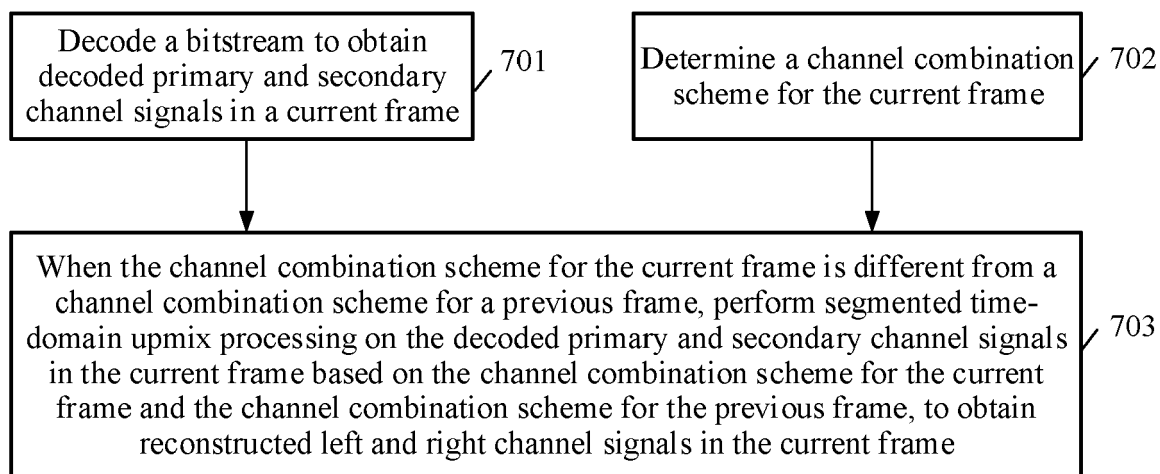 Decode a bitstream to obtain
decoded primary and secondary
channel signals in a current frame
701
Determine a channel combination
scheme for the current frame
702
When the channel combination scheme for the current frame is different from a
channel combination scheme for a previous frame, perform segmented time-
domain upmix processing on the decoded primary and secondary channel signals
in the current frame based on the channel combination scheme for the current
frame and the channel combination scheme for the previous frame, to obtain
reconstructed left and right channel signals in the current frame
703